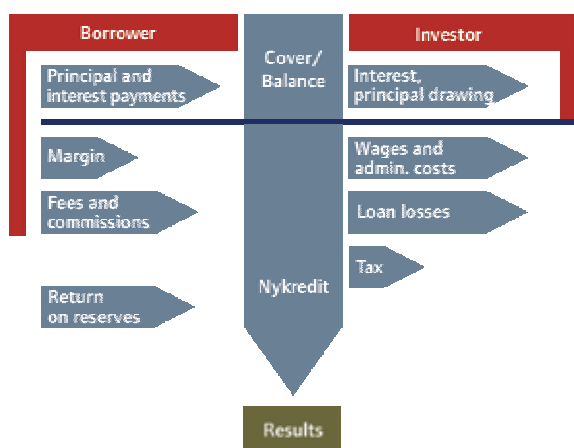 Borrower
Cover/
Balance
Investor
Principal and
interest payments
Interest,
principal drawing
Margin
Wages and
admin. costs
Fees and
commissions
Loan losses
Nykredit
Tax
Return
on reserves
Results